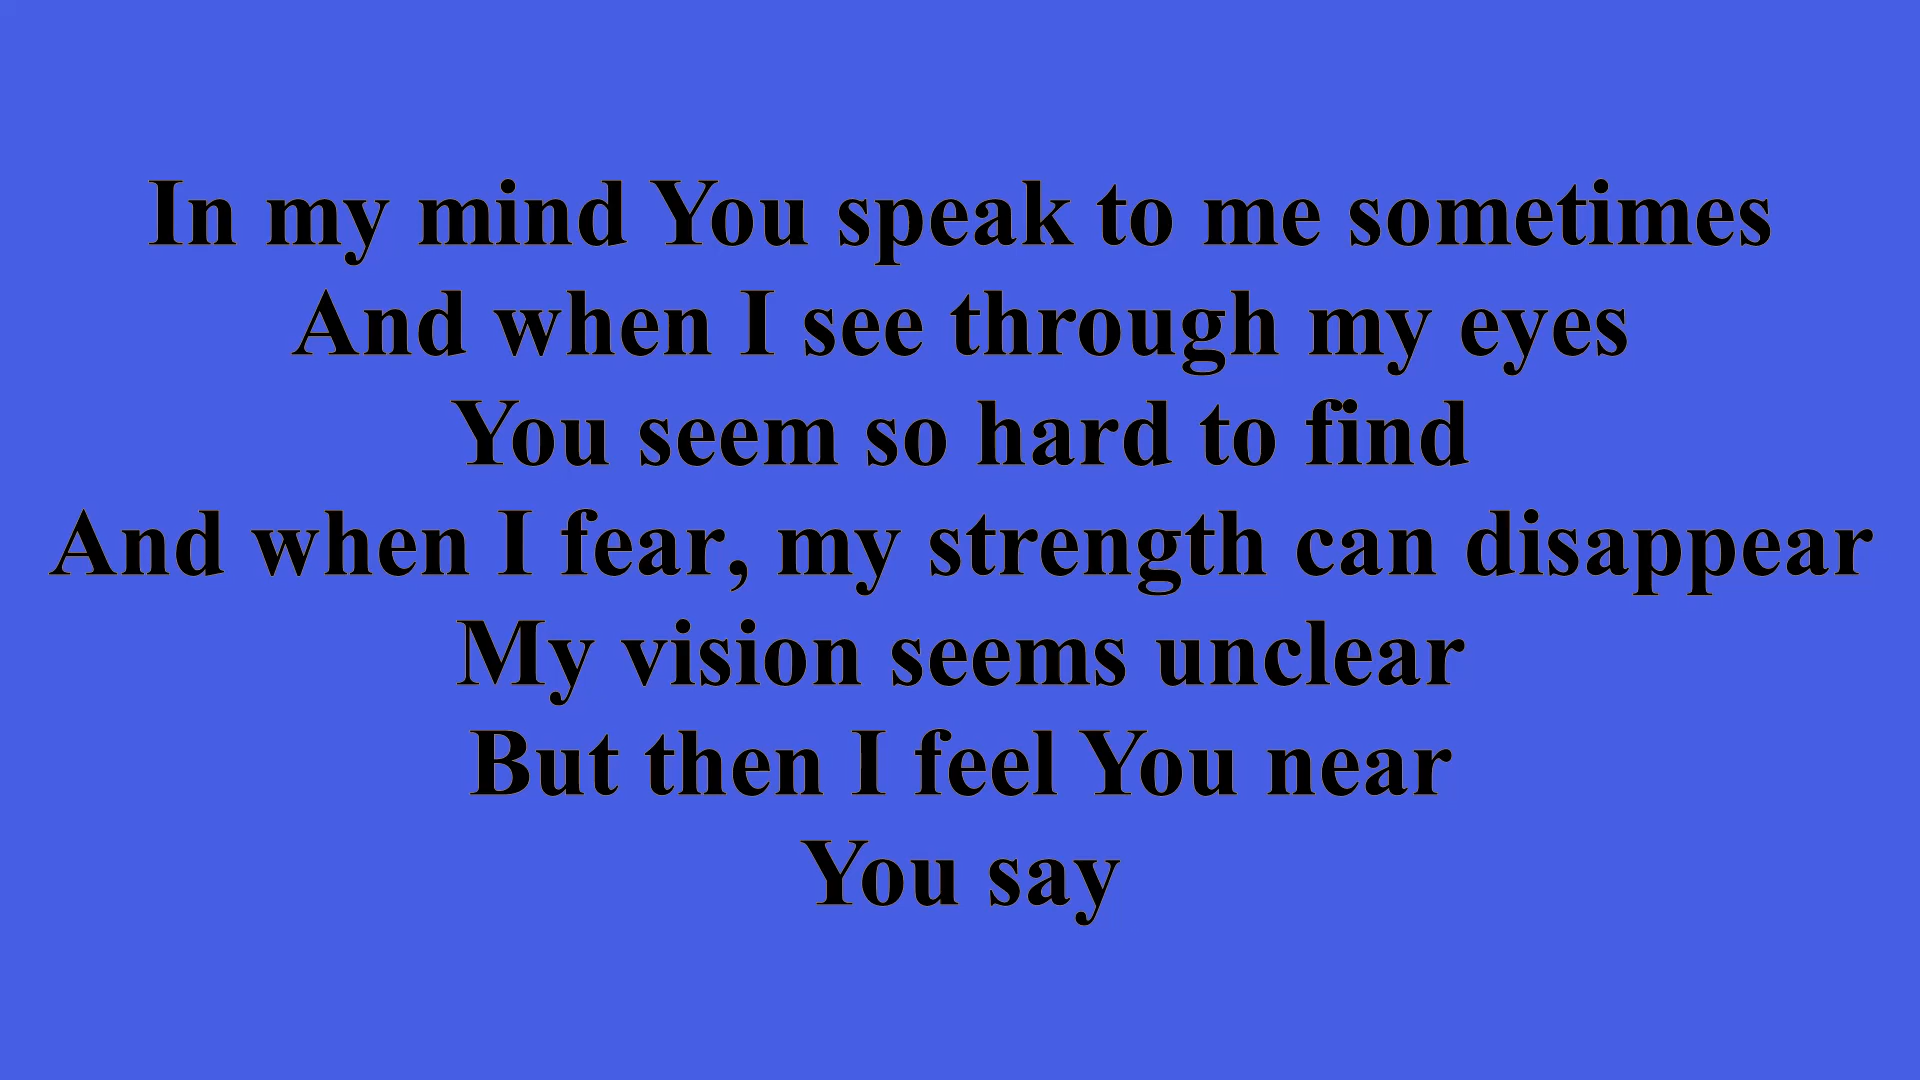 In my mind You speak to me sometimes
And when I see through my eyes
You seem so hard to find
And when I fear, my strength can disappear
My vision seems unclear
But then I feel You near
You say